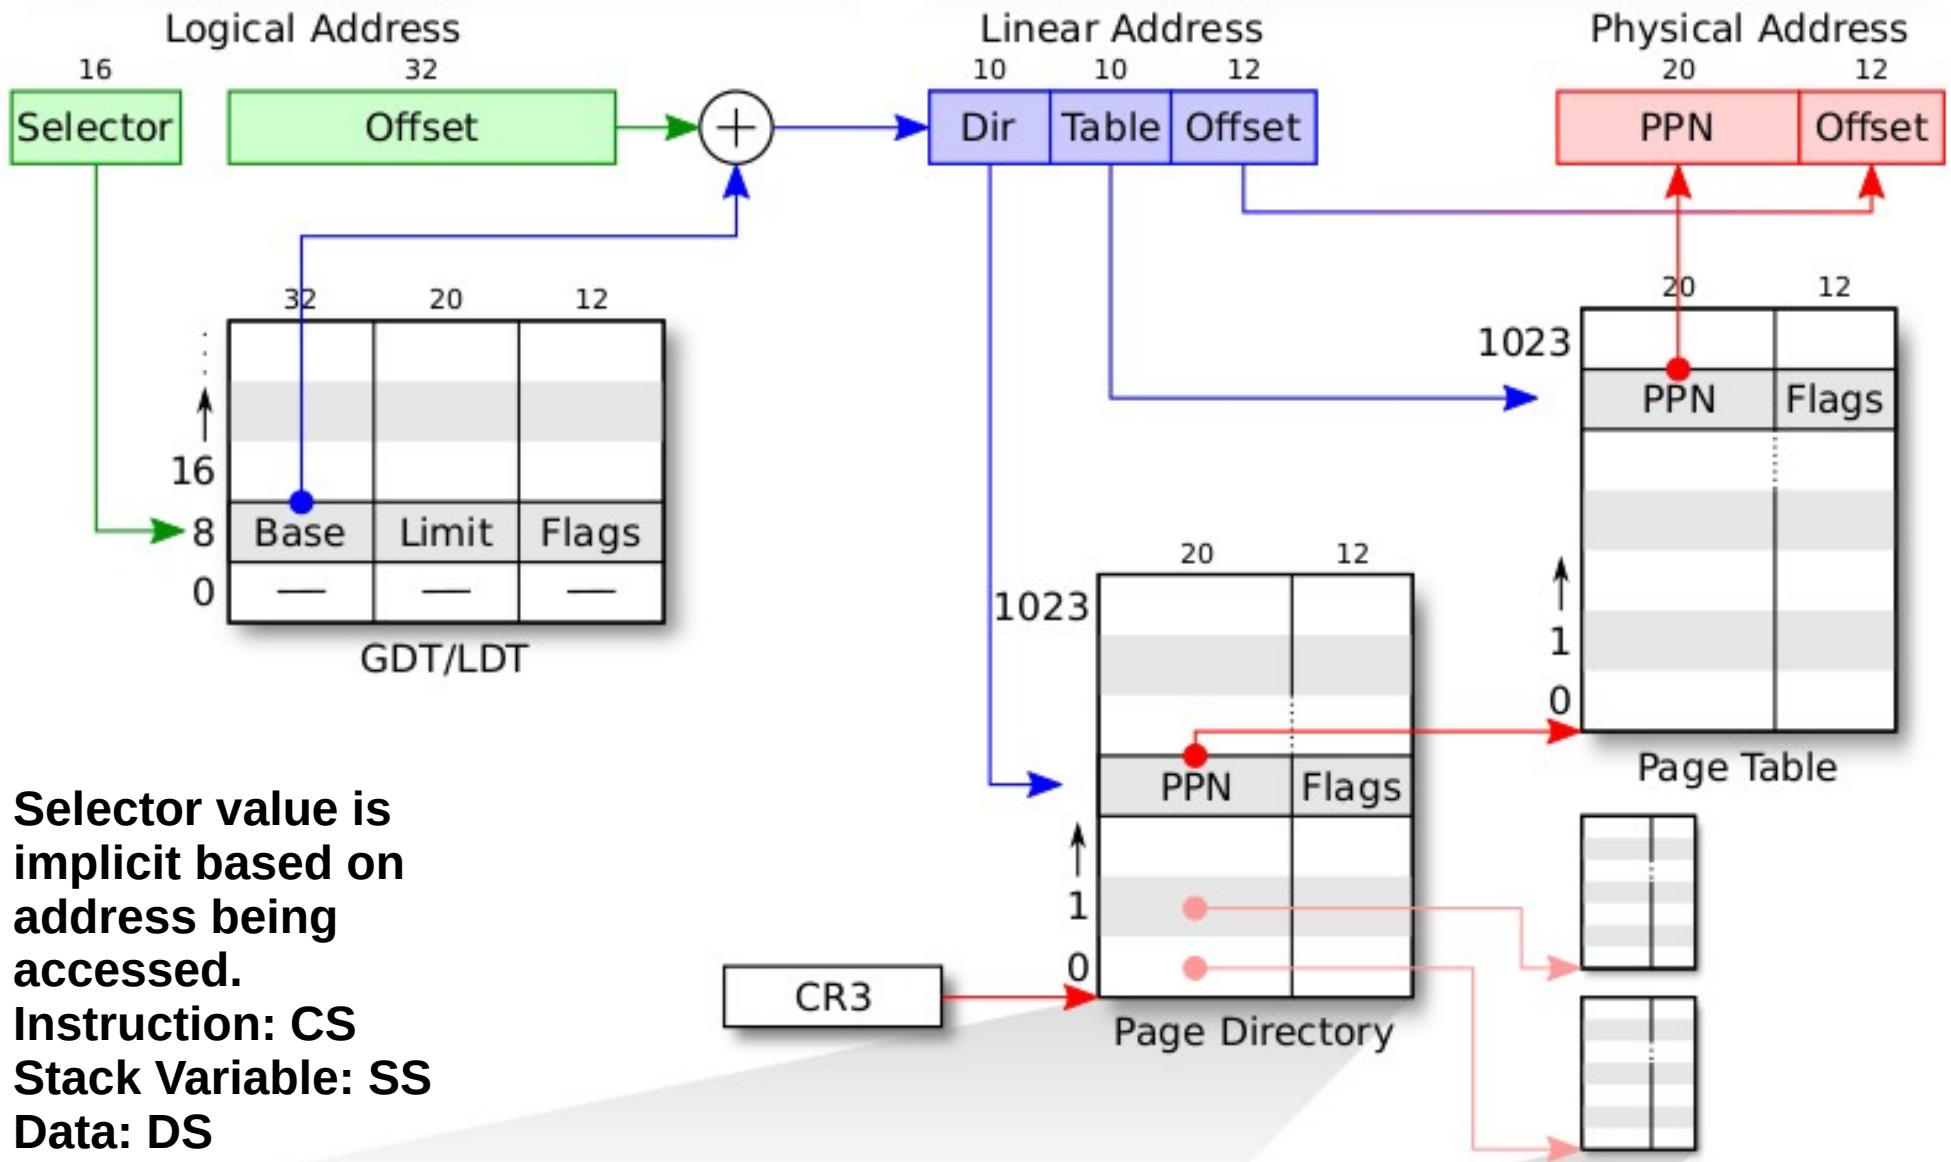 Logical Address
Linear Address
Physical Address
16
32
10
10
12
20
12
Selector
Offset
+
Dir
Table
Offset
PPN
Offset
32
20
12
16
8
Base
Limit
Flags
0
GDT/LDT
20
12
1023
PPN
Flags
1
0
Page Table
20
12
1023
PPN
Flags
1
0
Page Directory
CR3
Selector value is
implicit based on
address being
accessed.
Instruction: CS
Stack Variable: SS
Data: DS